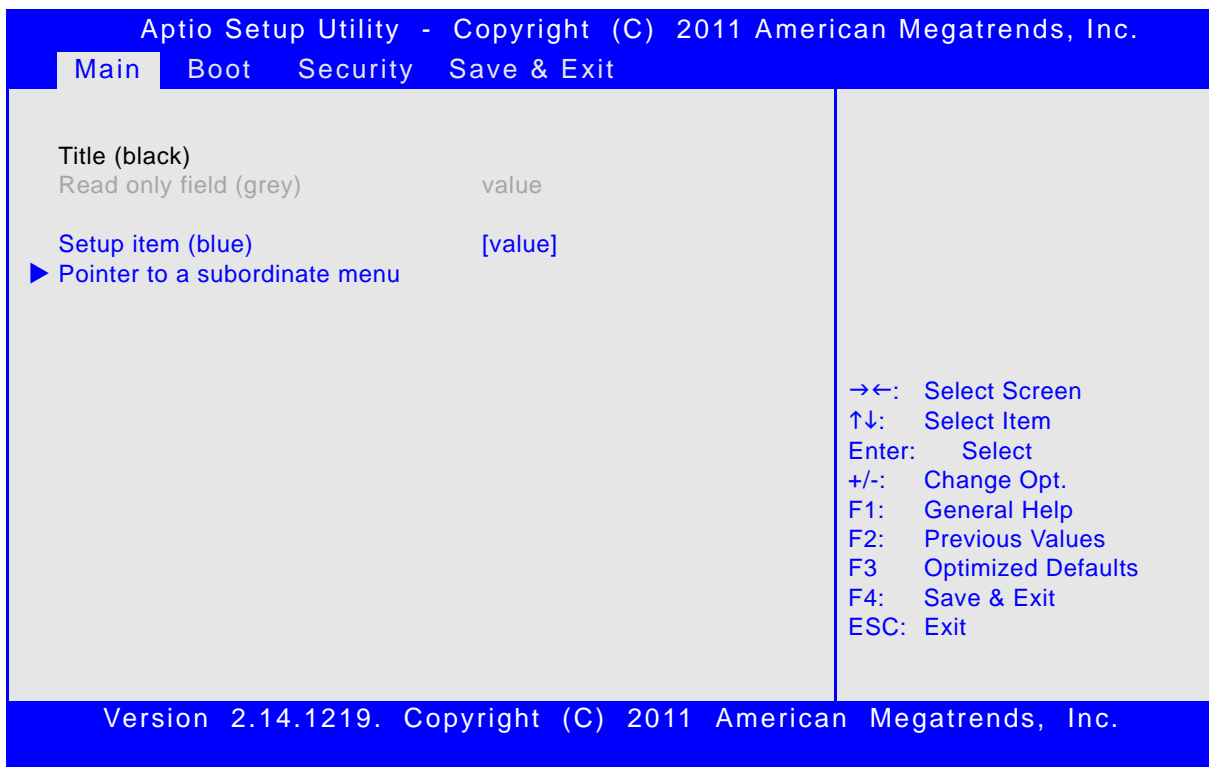 Aptio Setup Utility - Copyright (C) 2011 American Megatrends, Inc.
Main Boot Security Save & Exit
Title (black)
Read only field (grey) value
Setup item (blue) [value]
▶ Pointer to a subordinate menu
→←: Select Screen
↑↓: Select Item
Enter: Select
+/-: Change Opt.
F1: General Help
F2: Previous Values
F3 Optimized Defaults
F4: Save & Exit
ESC: Exit
Version 2.14.1219. Copyright (C) 2011 American Megatrends, Inc.